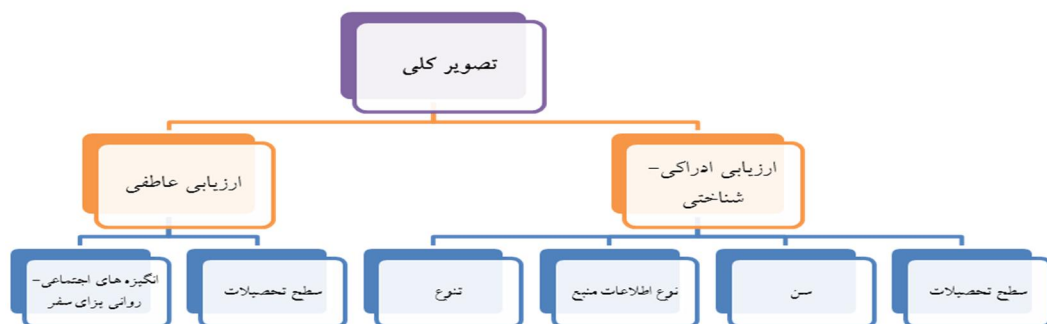 تصویر کلی
ارزیابی ادراکی-
شناختی
ارزیابی عاطفی
سطح تحصیلات
سن
نوع اطلاعات منبع
تنوع
سطح تحصیلات
انگیزه های اجتماعی-
روانی برای سفر